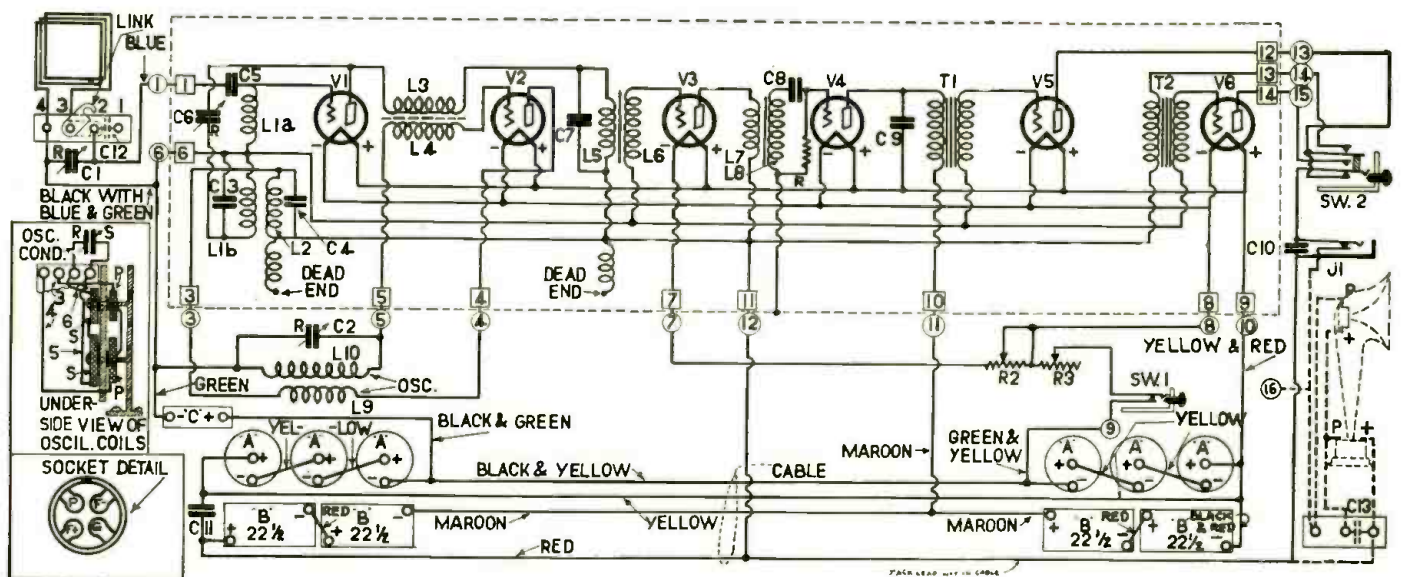 LINK
BLUE
4 3 2 1
C12
R
C1
BLACK WITH
BLUE & GREEN
1 1
6 6
C5
C6
R
L1a
V1
L3
L4
V2
C7
L5
L6
V3
L7
L8
C8
R
V4
C9
T1
V5
T2
V6
- +
- +
- +
- +
- +
- +
12 13
13 14
14 15
SW. 2
C10
J1
C3
L1b
L2
C4
DEAD
END
DEAD
END
3 5 4 7 11 10 8 9
3 5 4 7 12 11 8 10
OSC.
COND.
R S
P
3
4 6
S
S
S
P
UNDER-
SIDE VIEW OF
OSCIL. COILS
R C2
L10
OSC.
L9
GREEN
- "C" +
R2 R3
SW.1
YELLOW & RED
16
P
+
P +
C13
BLACK & GREEN
"A" "A" "A"
+ + +
- - -
YEL- -LOW
BLACK & YELLOW
CABLE
MAROON
GREEN &
YELLOW
9
YELLOW
"A" "A" "A"
+ + +
- - -
SOCKET DETAIL
P F-
F+ G
C11
"B"
22½
+ -
RED
"B"
22½
+ -
MAROON
YELLOW
RED
MAROON
"B"
22½
+ -
RED
"B"
22½
+ -
BLACK
& RED
JACK LEAD NOT IN CABLE